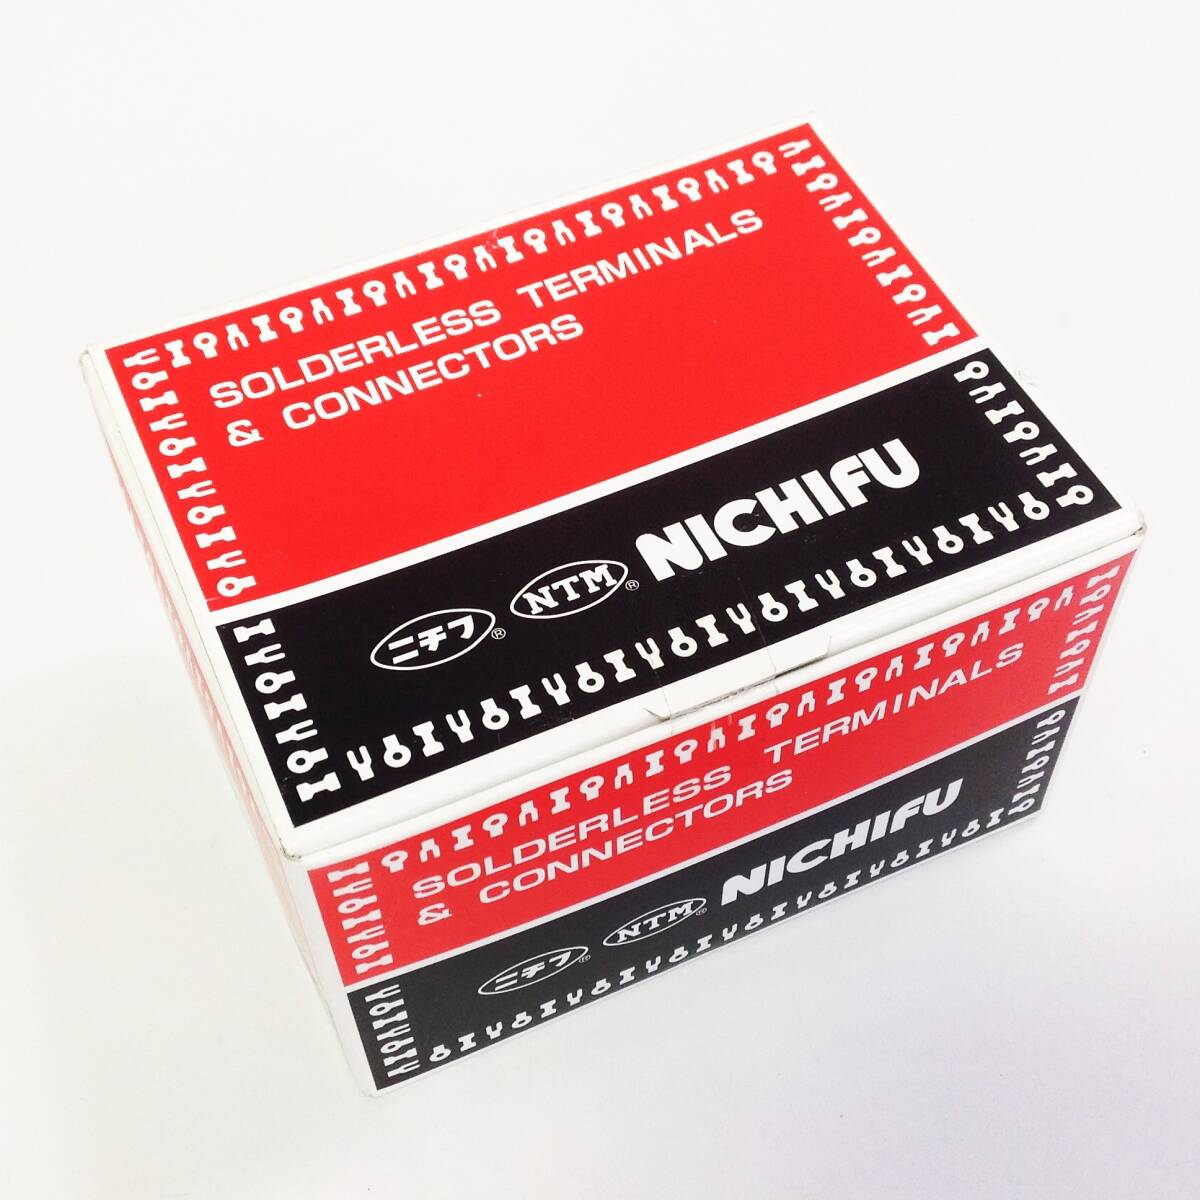 SOLDERLESS TERMINALS
& CONNECTORS
ニチフ® NTM® NICHIFU
SOLDERLESS TERMINALS
& CONNECTORS
ニチフ® NTM® NICHIFU